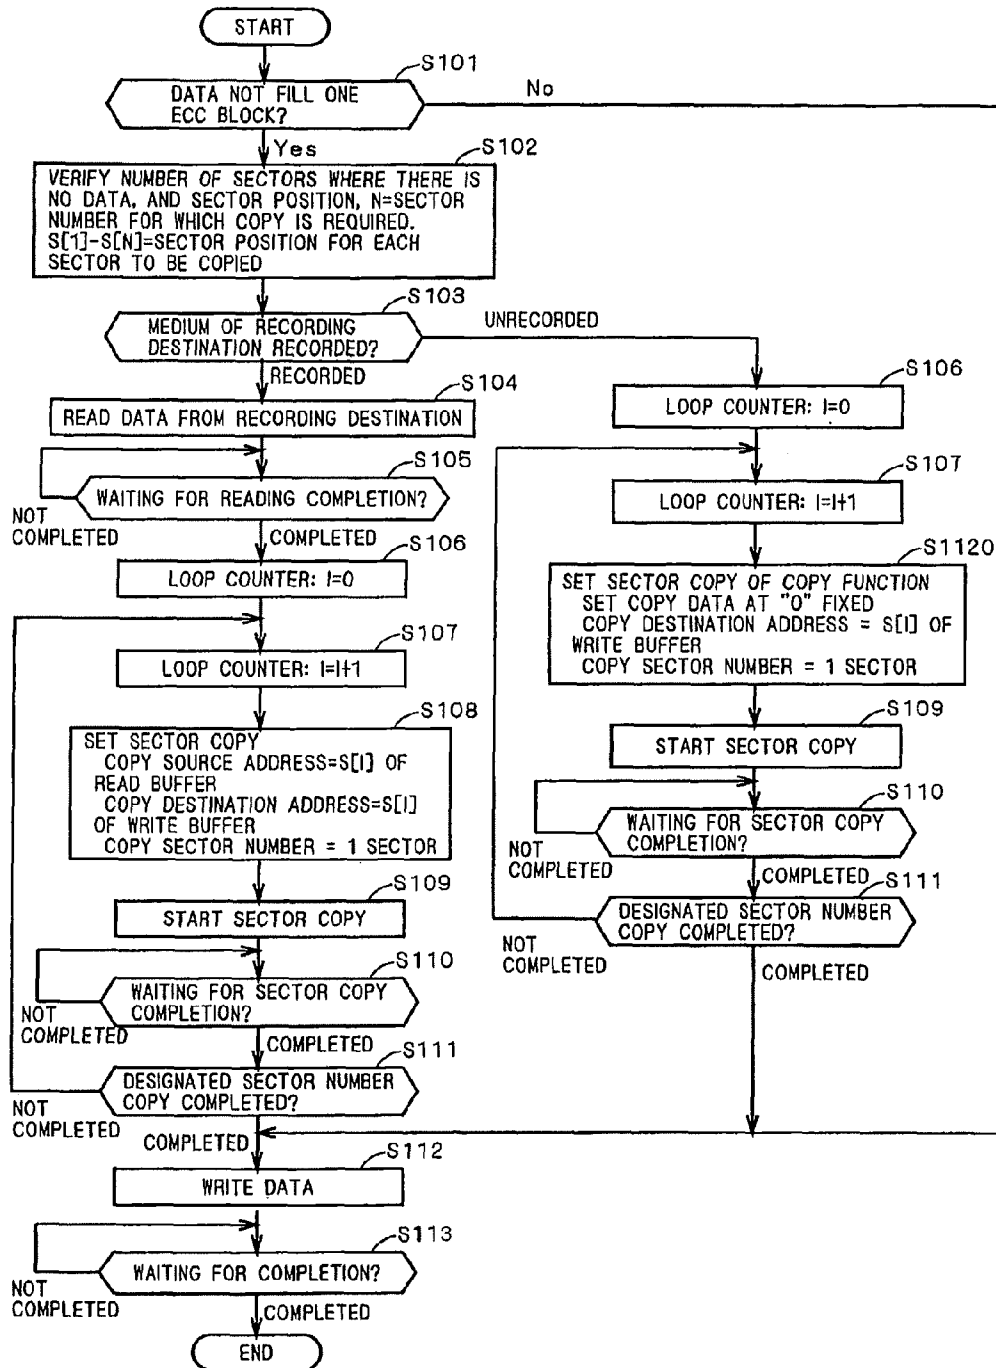 START
S101
DATA NOT FILL ONE
ECC BLOCK?
No
Yes
S102
VERIFY NUMBER OF SECTORS WHERE THERE IS
NO DATA, AND SECTOR POSITION, N=SECTOR
NUMBER FOR WHICH COPY IS REQUIRED.
S[1]-S[N]=SECTOR POSITION FOR EACH
SECTOR TO BE COPIED
S103
MEDIUM OF RECORDING
DESTINATION RECORDED?
UNRECORDED
RECORDED
S104
READ DATA FROM RECORDING DESTINATION
S105
WAITING FOR READING COMPLETION?
NOT
COMPLETED
COMPLETED
S106
LOOP COUNTER: I=0
S107
LOOP COUNTER: I=I+1
S108
SET SECTOR COPY
COPY SOURCE ADDRESS=S[I] OF
READ BUFFER
COPY DESTINATION ADDRESS=S[I]
OF WRITE BUFFER
COPY SECTOR NUMBER = 1 SECTOR
S109
START SECTOR COPY
S110
WAITING FOR SECTOR COPY
COMPLETION?
NOT
COMPLETED
COMPLETED
S111
DESIGNATED SECTOR NUMBER
COPY COMPLETED?
NOT
COMPLETED
COMPLETED
S106
LOOP COUNTER: I=0
S107
LOOP COUNTER: I=I+1
S1120
SET SECTOR COPY OF COPY FUNCTION
SET COPY DATA AT "0" FIXED
COPY DESTINATION ADDRESS = S[I] OF
WRITE BUFFER
COPY SECTOR NUMBER = 1 SECTOR
S109
START SECTOR COPY
S110
WAITING FOR SECTOR COPY
COMPLETION?
NOT
COMPLETED
COMPLETED
S111
DESIGNATED SECTOR NUMBER
COPY COMPLETED?
NOT
COMPLETED
COMPLETED
S112
WRITE DATA
S113
WAITING FOR COMPLETION?
NOT
COMPLETED
COMPLETED
END